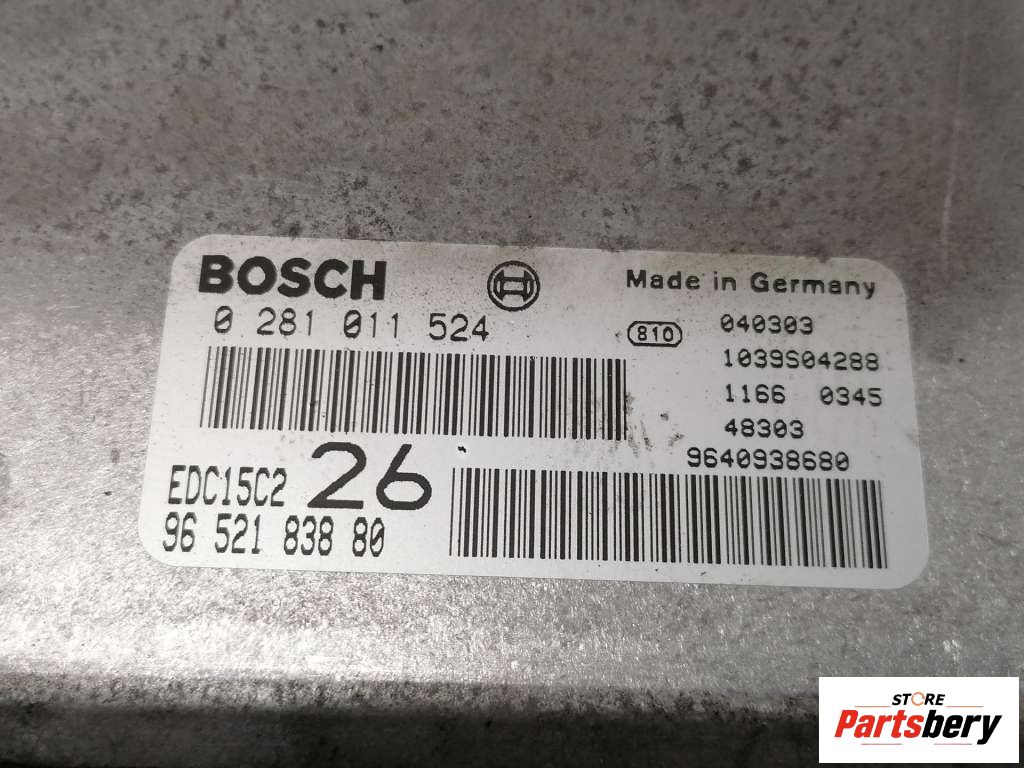 BOSCH
0 281 011 524
EDC15C2 26
96 521 838 80
Made in Germany
810 040303
1039S04288
1166 0345
48303
9640938680
STORE
Partsbery